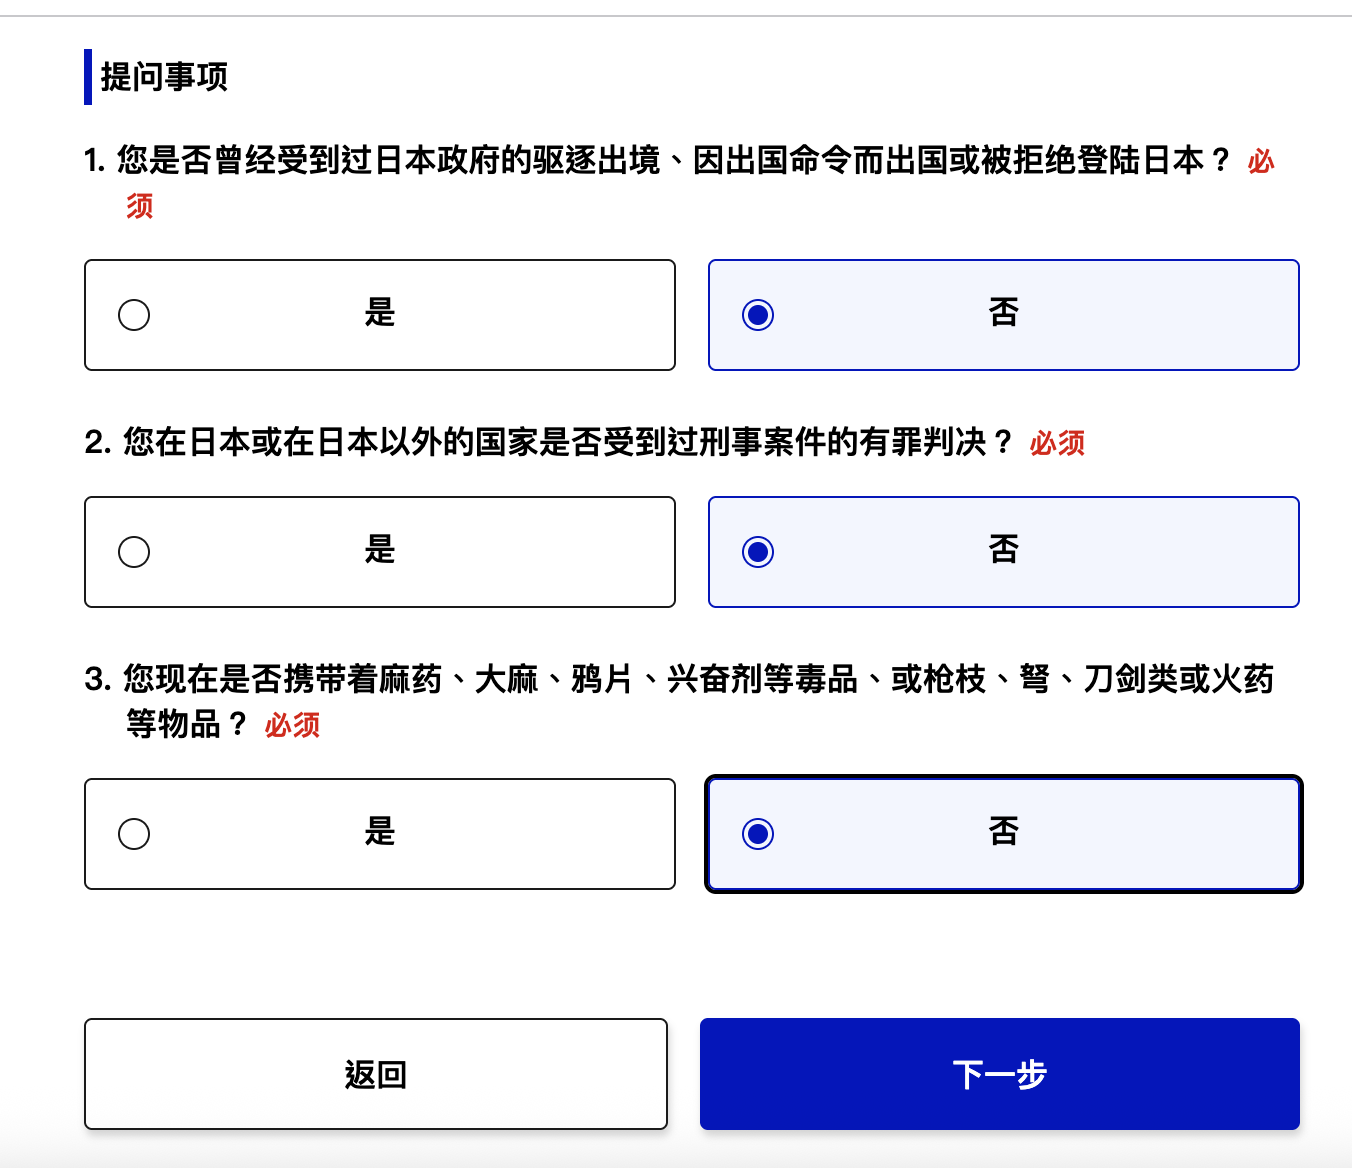 提问事项
1. 您是否曾经受到过日本政府的驱逐出境、因出国命令而出国或被拒绝登陆日本？ 必
须
是
否
2. 您在日本或在日本以外的国家是否受到过刑事案件的有罪判决？ 必须
是
否
3. 您现在是否携带着麻药、大麻、鸦片、兴奋剂等毒品、或枪枝、弩、刀剑类或火药
等物品？ 必须
是
否
返回
下一步